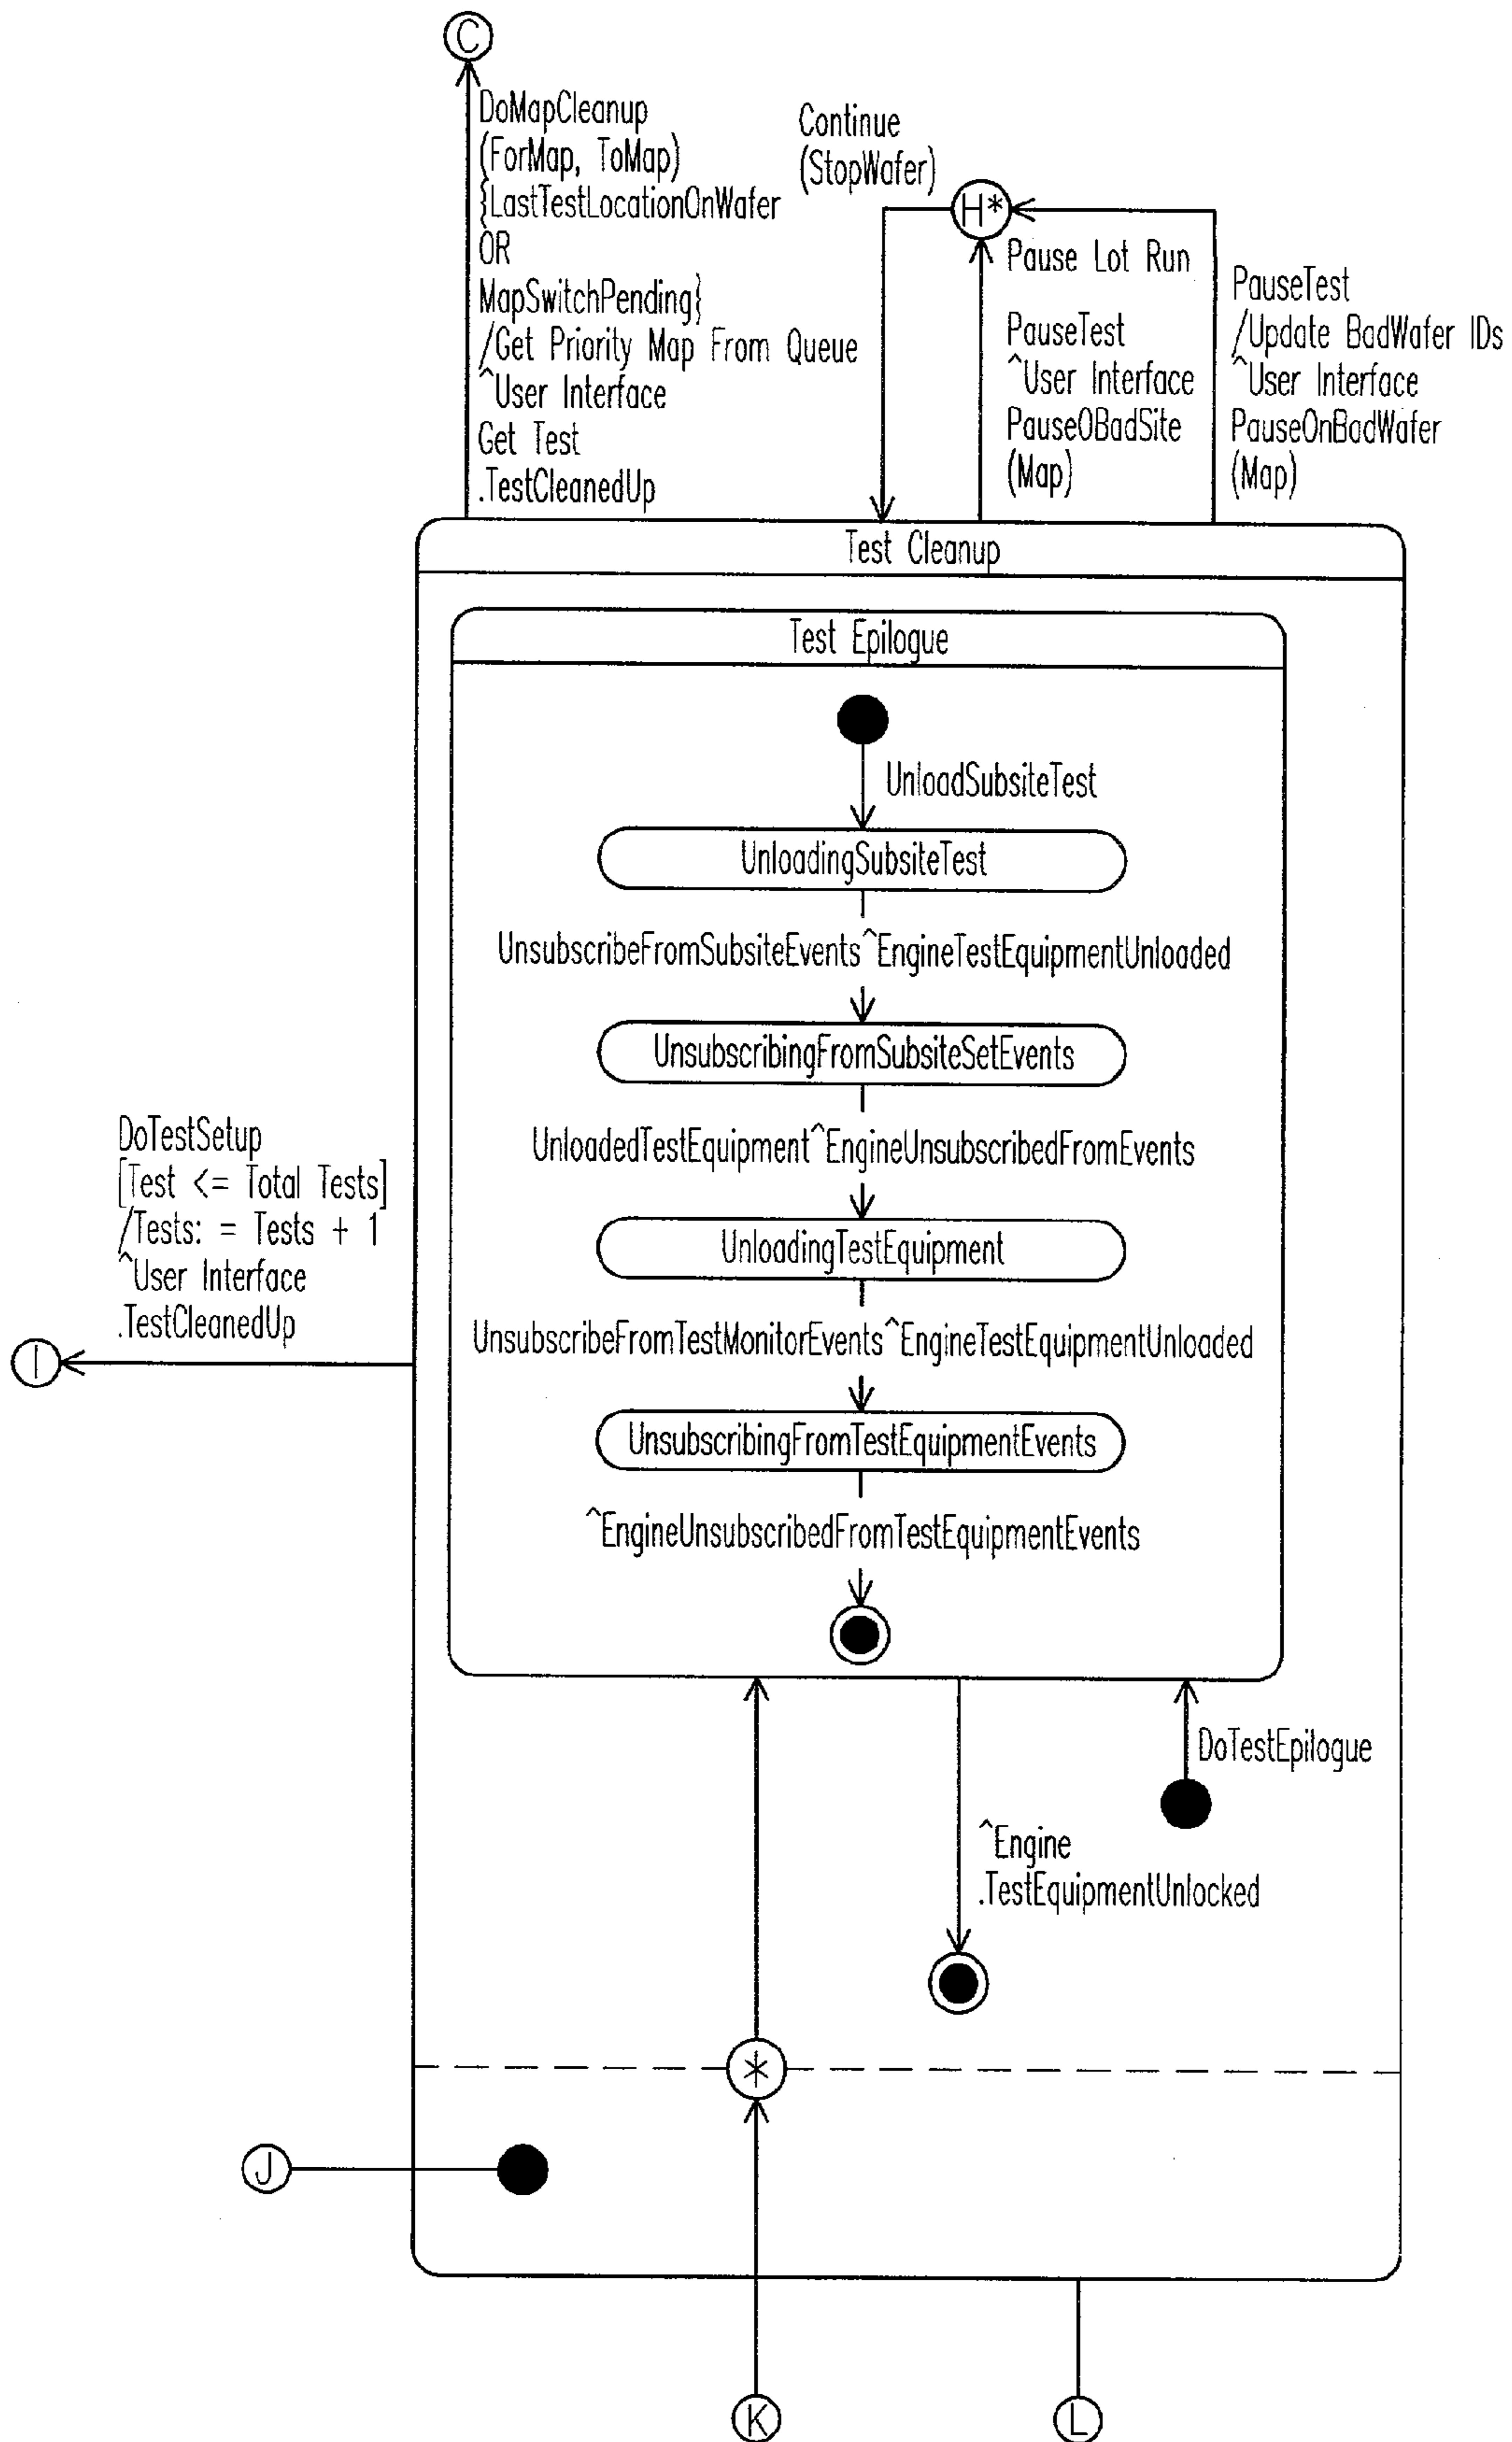 C
DoMapCleanup
(ForMap, ToMap)
{LastTestLocationOnWafer
OR
MapSwitchPending}
/Get Priority Map From Queue
^User Interface
Get Test
.TestCleanedUp
Continue
(StopWafer)
H*
Pause Lot Run
PauseTest
^User Interface
PauseOBadSite
(Map)
PauseTest
/Update BadWafer IDs
^User Interface
PauseOnBadWafer
(Map)
Test Cleanup
Test Epilogue
UnloadSubsiteTest
UnloadingSubsiteTest
UnsubscribeFromSubsiteEvents^EngineTestEquipmentUnloaded
UnsubscribingFromSubsiteSetEvents
UnloadedTestEquipment^EngineUnsubscribedFromEvents
UnloadingTestEquipment
UnsubscribeFromTestMonitorEvents^EngineTestEquipmentUnloaded
UnsubscribingFromTestEquipmentEvents
^EngineUnsubscribedFromTestEquipmentEvents
DoTestSetup
[Test <= Total Tests]
/Tests: = Tests + 1
^User Interface
.TestCleanedUp
I
DoTestEpilogue
^Engine
.TestEquipmentUnlocked
*
J
K
L